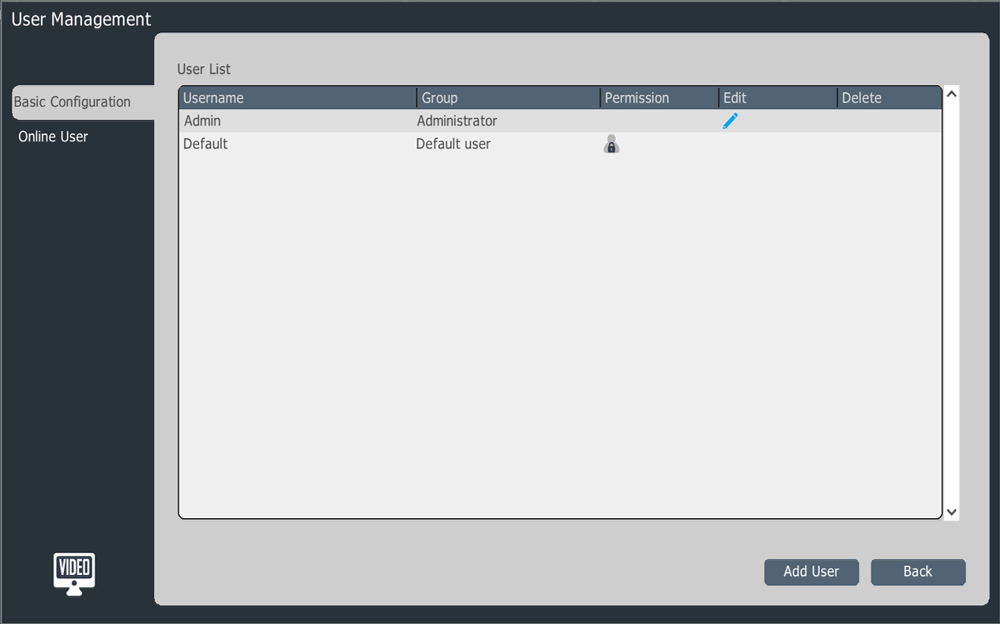 User Management
User List
Basic Configuration
Online User
Username Group Permission Edit Delete
Admin Administrator
Default Default user
VIDEO
Add User Back